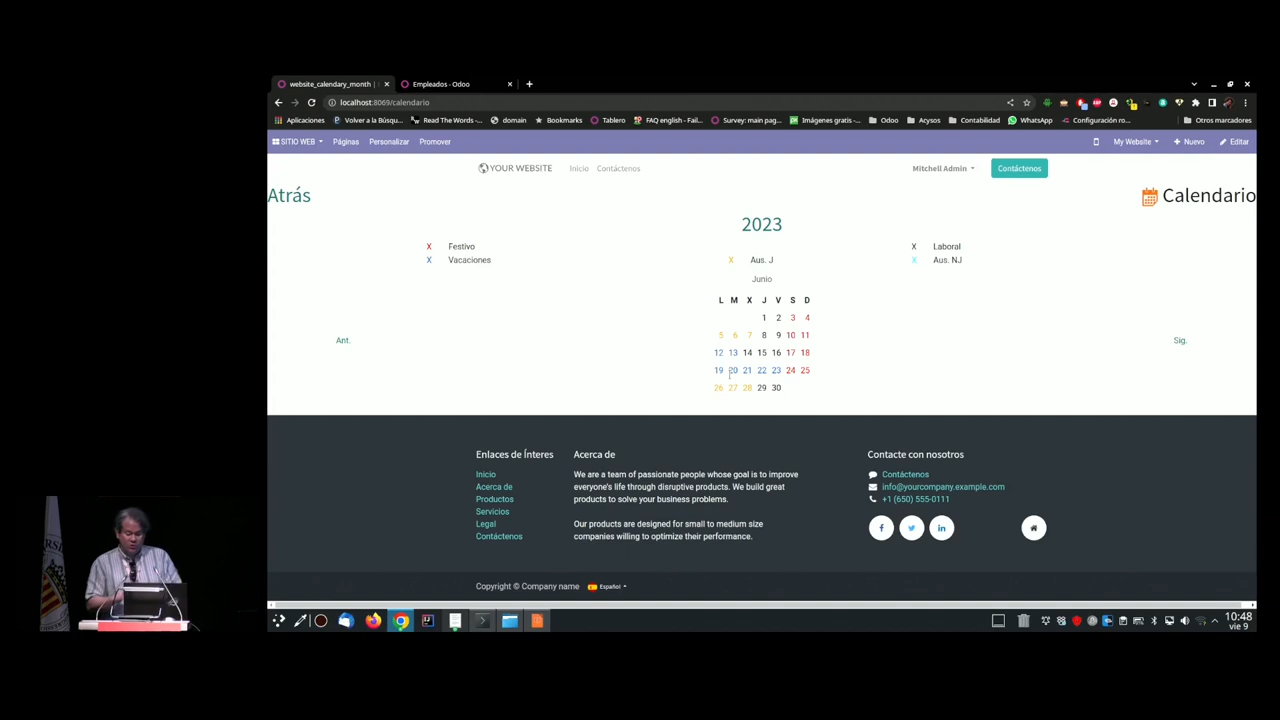 website_calendary_month |
Empleados - Odoo
localhost:8069/calendario
Aplicaciones
Volver a la Búsqu...
Read The Words -...
domain
Bookmarks
Tablero
FAQ english - Fail...
Survey: main pag...
Imágenes gratis -...
Odoo
Acysos
Contabilidad
WhatsApp
Configuración ro...
Otros marcadores
SITIO WEB
Páginas
Personalizar
Promover
My Website
Nuevo
Editar
YOUR WEBSITE
Inicio
Contáctenos
Mitchell Admin
Contáctenos
Atrás
Calendario
2023
X Festivo
X Laboral
X Vacaciones
X Aus. J
X Aus. NJ
Junio
L M X J V S D
1 2 3 4
5 6 7 8 9 10 11
12 13 14 15 16 17 18
19 20 21 22 23 24 25
26 27 28 29 30
Ant.
Sig.
Enlaces de Ínteres
Inicio
Acerca de
Productos
Servicios
Legal
Contáctenos
Acerca de
We are a team of passionate people whose goal is to improve
everyone's life through disruptive products. We build great
products to solve your business problems.
Our products are designed for small to medium size
companies willing to optimize their performance.
Contacte con nosotros
Contáctenos
info@yourcompany.example.com
+1 (650) 555-0111
Copyright © Company name
Español
10:48
vie 9